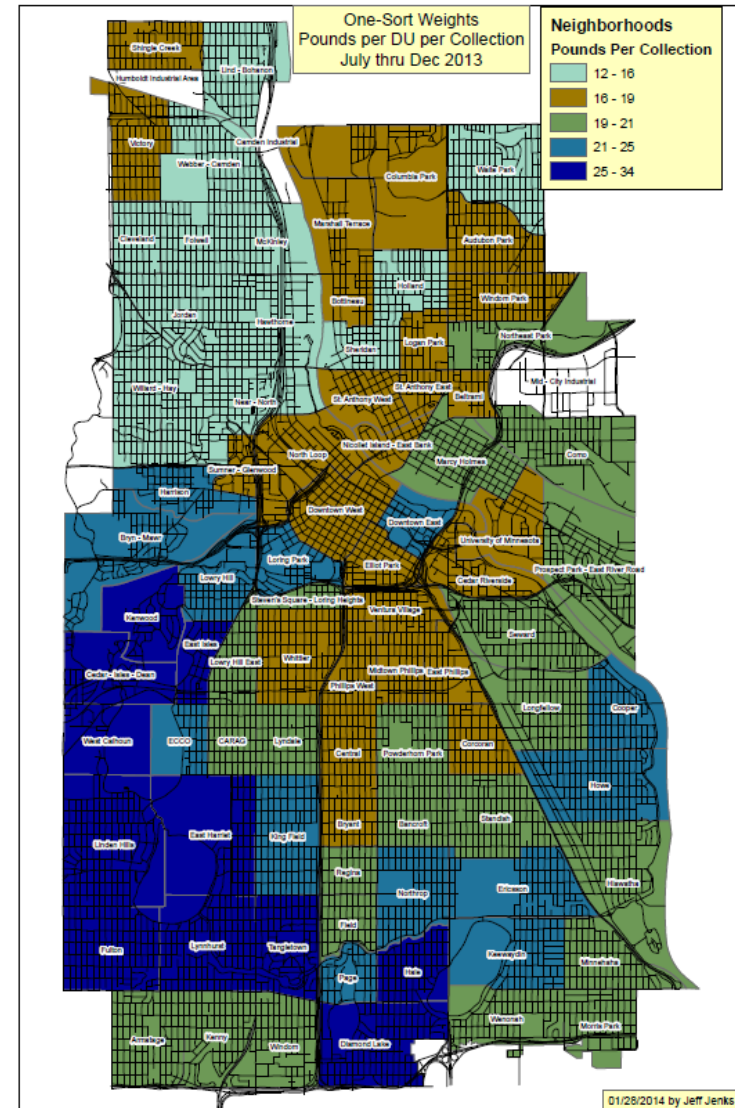 One-Sort Weights
Pounds per DU per Collection
July thru Dec 2013
Neighborhoods
Pounds Per Collection
12 - 16
16 - 19
19 - 21
21 - 25
25 - 34
Shingle Creek
Lind - Bohanon
Humboldt Industrial Area
Camden Industrial
Victory
Webber - Camden
Columbia Park
Waite Park
Marshall Terrace
Cleveland
Folwell
McKinley
Audubon Park
Holland
Bottineau
Windom Park
Jordan
Hawthorne
Northeast Park
Sheridan
Logan Park
Mid - City Industrial
Willard - Hay
St. Anthony East
Near - North
St. Anthony West
Beltrami
Nicollet Island - East Bank
North Loop
Como
Marcy Holmes
Sumner - Glenwood
Harrison
Downtown West
Downtown East
Bryn - Mawr
University of Minnesota
Loring Park
Elliot Park
Prospect Park - East River Road
Lowry Hill
Cedar Riverside
Steven's Square - Loring Heights
Ventura Village
Kenwood
Seward
East Isles
Lowry Hill East
Whittier
Midtown Phillips
East Phillips
Cedar - Isles - Dean
Phillips West
Longfellow
Cooper
West Calhoun
ECCO
CARAG
Lyndale
Central
Powderhorn Park
Corcoran
Howe
Bryant
Bancroft
Standish
Linden Hills
East Harriet
King Field
Regina
Northrop
Ericsson
Hiawatha
Field
Fulton
Lynnhurst
Tangletown
Keewaydin
Minnehaha
Page
Hale
Wenonah
Morris Park
Armatage
Kenny
Windom
Diamond Lake
01/28/2014 by Jeff Jenks